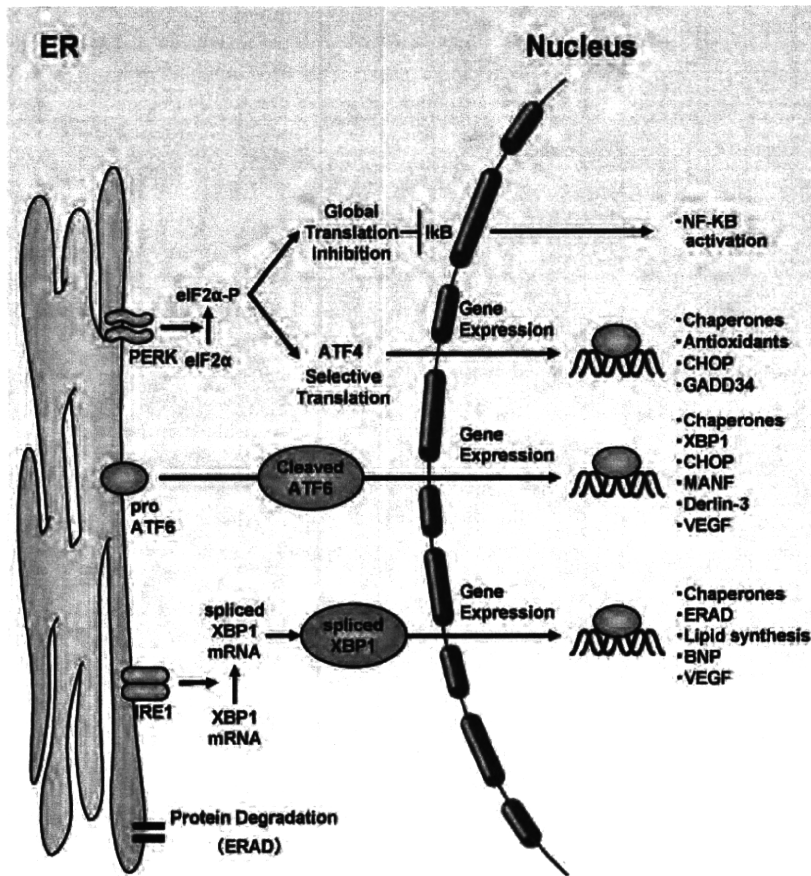 ER
Nucleus
Global
Translation
Inhibition
IkB
•NF-KB
activation
eIF2α-P
PERK
eIF2α
ATF4
Selective
Translation
Gene
Expression
•Chaperones
•Antioxidants
•CHOP
•GADD34
pro
ATF6
Cleaved
ATF6
Gene
Expression
•Chaperones
•XBP1
•CHOP
•MANF
•Derlin-3
•VEGF
IRE1
spliced
XBP1
mRNA
XBP1
mRNA
spliced
XBP1
Gene
Expression
•Chaperones
•ERAD
•Lipid synthesis
•BNP
•VEGF
Protein Degradation
(ERAD)